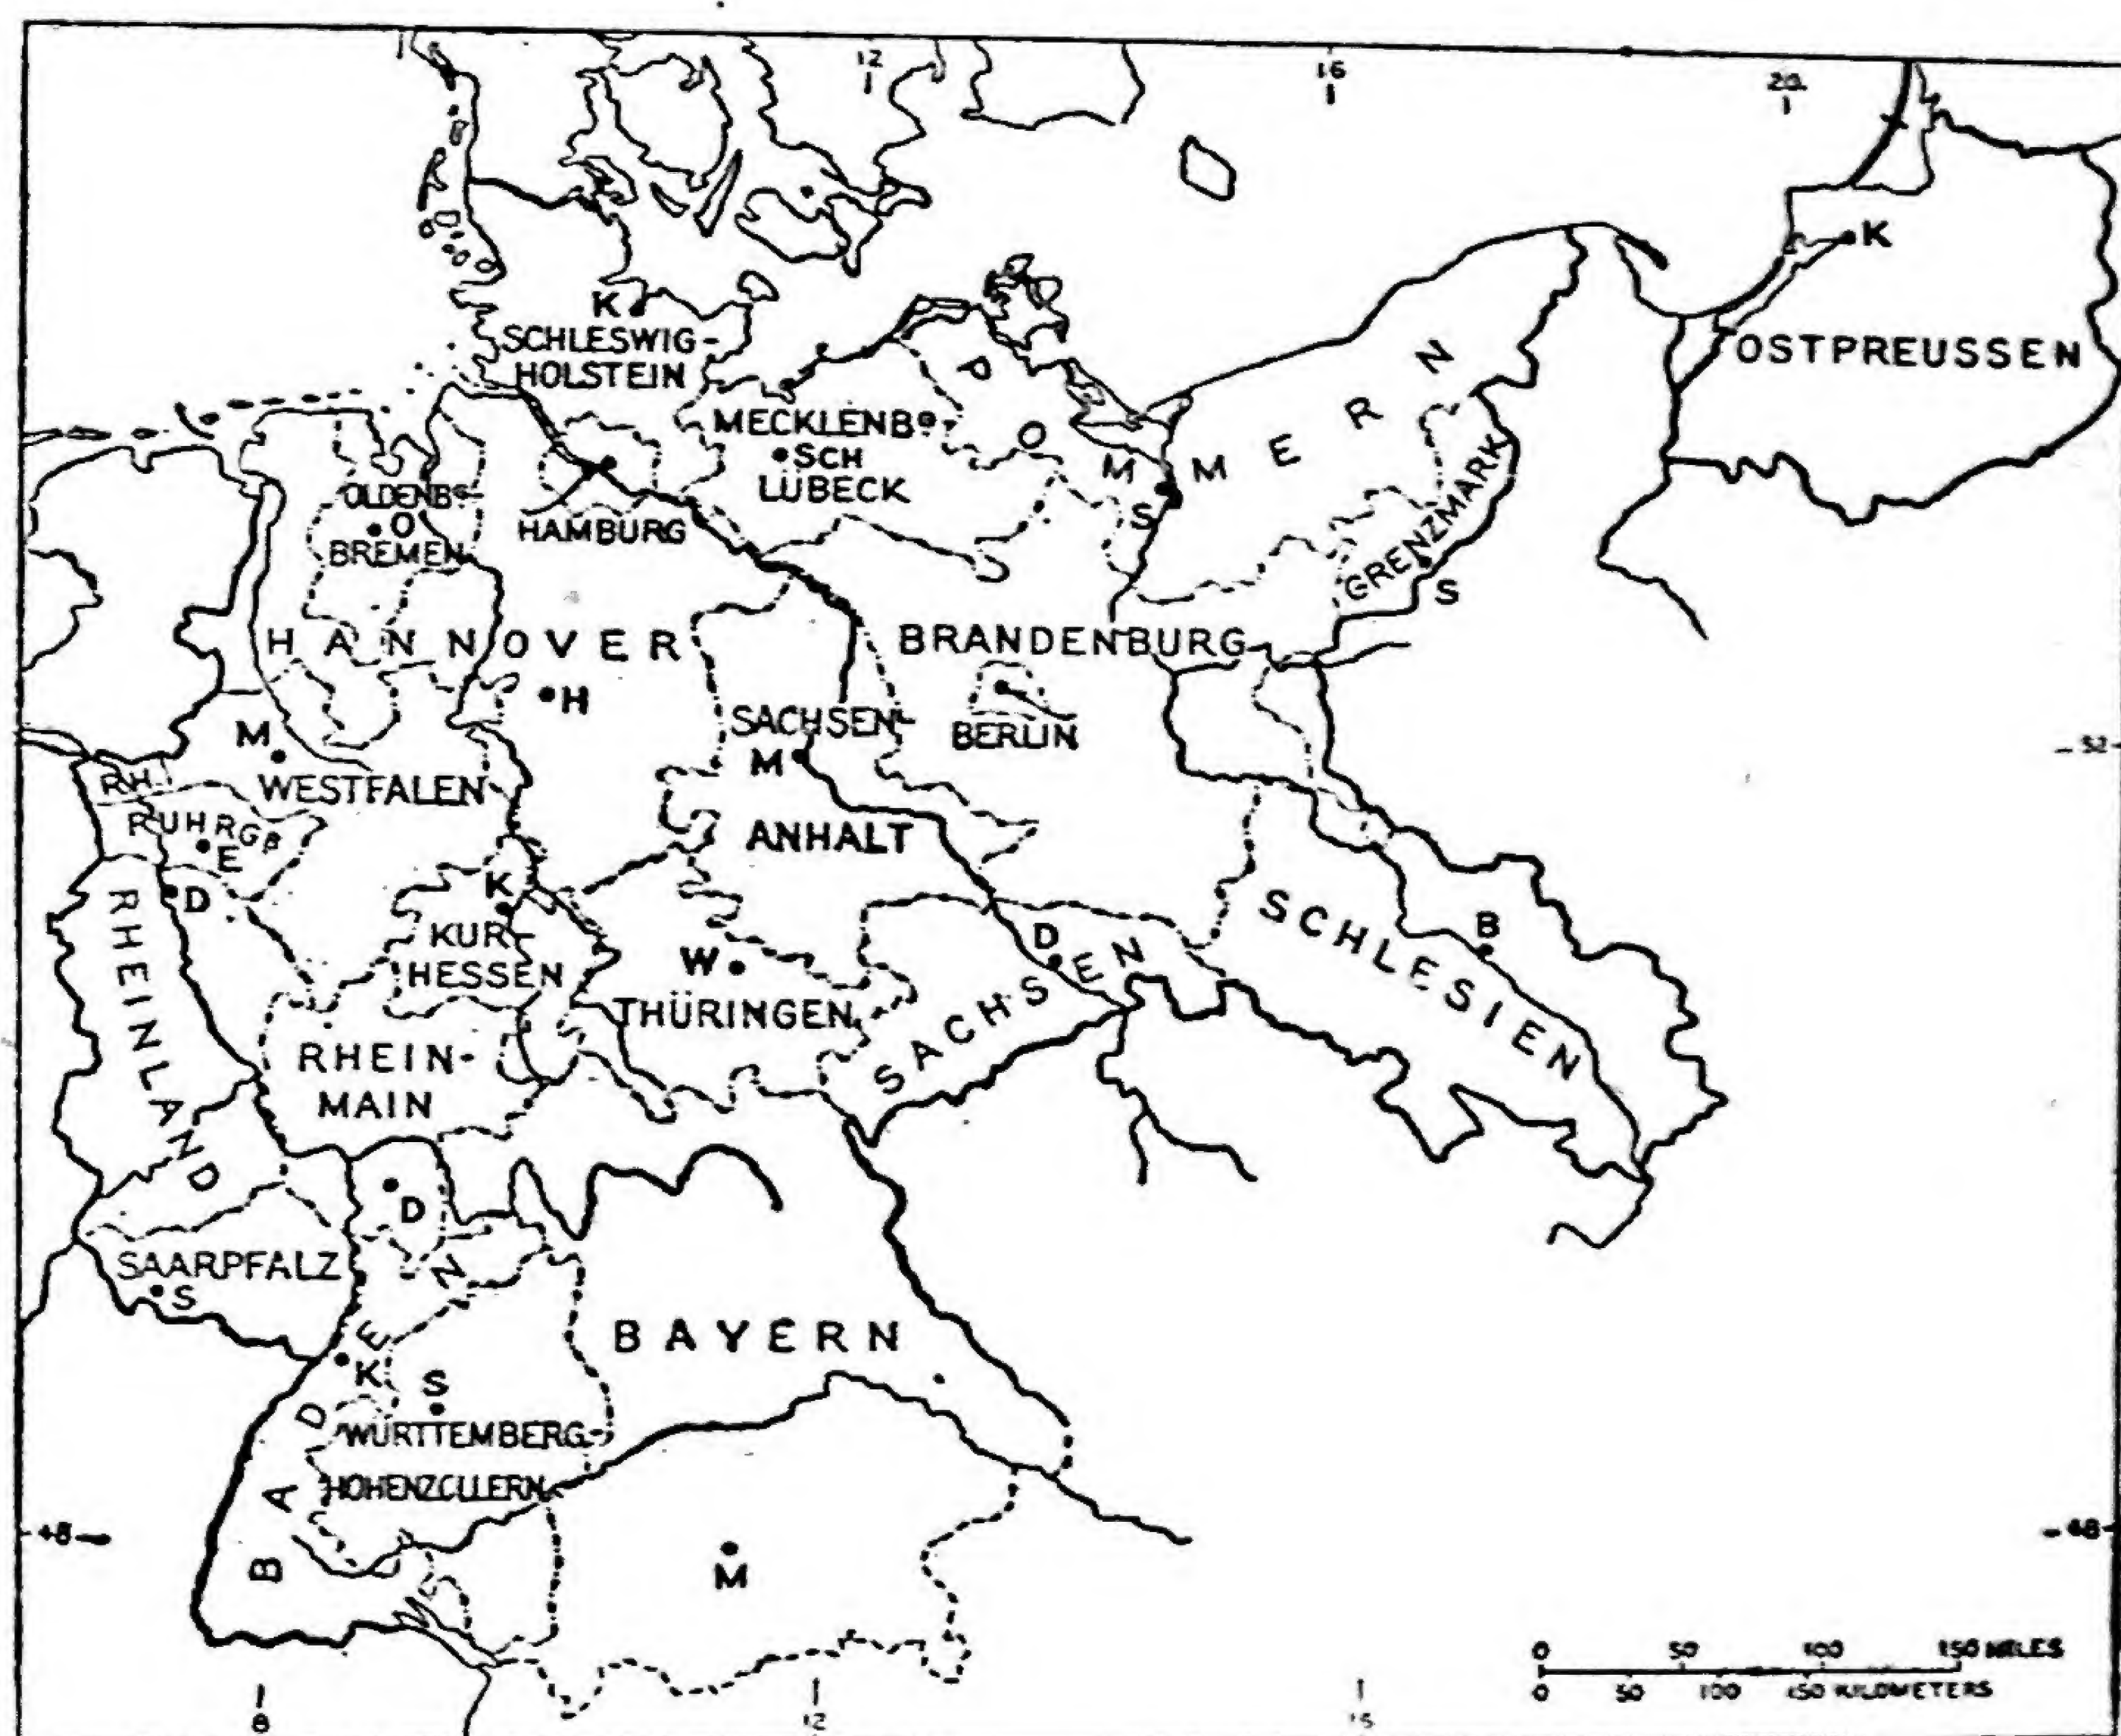 12
16
20
K
K
SCHLESWIG-
HOLSTEIN
OSTPREUSSEN
POMMERN
MECKLENBG
SCH
LÜBECK
S
GRENZMARK
S
OLDENBG-
O
BREMEN
HAMBURG
HANNOVER
H
BRANDENBURG
BERLIN
SACHSEN-
M
ANHALT
52
M
WESTFALEN
RH.
RUHRGB
E
D
RHEINLAND
K
KUR-
HESSEN
W
THÜRINGEN
D
SACHSEN
SCHLESIEN
B
RHEIN-
MAIN
D
SAARPFALZ
S
BADEN
K
S
WÜRTTEMBERG-
HOHENZOLLERN
BAYERN
M
48
48
0 50 100 150 MILES
0 50 100 150 KILOMETERS
8
12